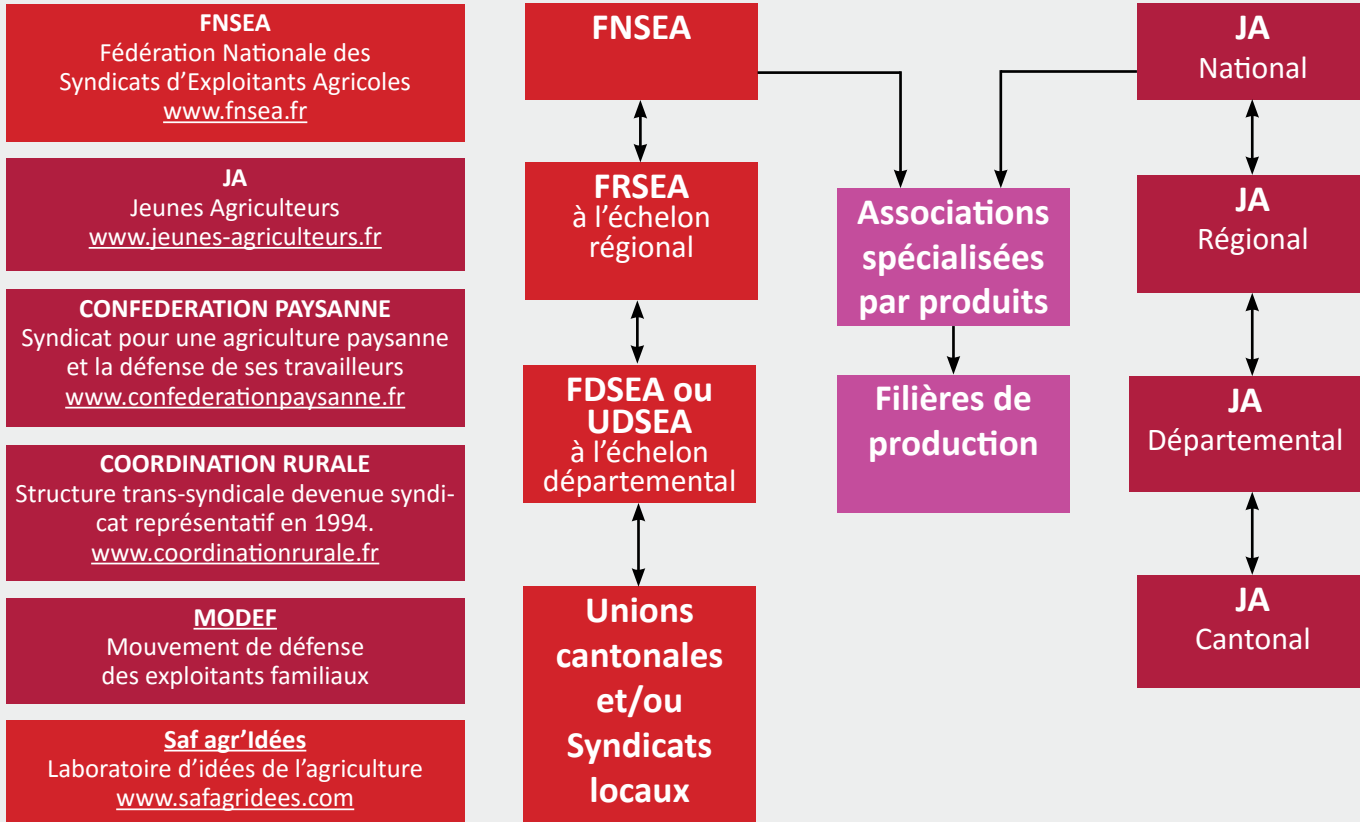 FNSEA
Fédération Nationale des
Syndicats d’Exploitants Agricoles
www.fnsea.fr
JA
Jeunes Agriculteurs
www.jeunes-agriculteurs.fr
CONFEDERATION PAYSANNE
Syndicat pour une agriculture paysanne
et la défense de ses travailleurs
www.confederationpaysanne.fr
COORDINATION RURALE
Structure trans-syndicale devenue syndi-
cat représentatif en 1994.
www.coordinationrurale.fr
MODEF
Mouvement de défense
des exploitants familiaux
Saf agr’Idées
Laboratoire d’idées de l’agriculture
www.safagridees.com
FNSEA
FRSEA
à l’échelon
régional
FDSEA ou
UDSEA
à l’échelon
départemental
Unions
cantonales
et/ou
Syndicats
locaux
Associations
spécialisées
par produits
Filières de
production
JA
National
JA
Régional
JA
Départemental
JA
Cantonal